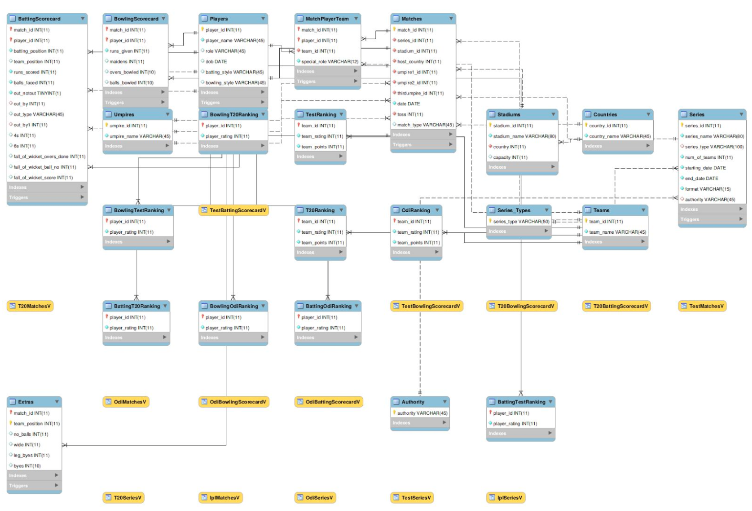 BattingScorecard
match_id INT(11)
player_id INT(11)
batting_position INT(11)
team_position INT(11)
runs_scored INT(11)
balls_faced INT(11)
out_notout TINYINT(1)
out_by INT(11)
out_type VARCHAR(45)
out_by1 INT(11)
4s INT(11)
6s INT(11)
fall_of_wicket_overs_done INT(11)
fall_of_wicket_ball_no INT(11)
fall_of_wicket_score INT(11)
Indexes
Triggers
BowlingScorecard
match_id INT(11)
player_id INT(11)
runs_given INT(11)
maidens INT(11)
overs_bowled INT(10)
balls_bowled INT(10)
Indexes
Triggers
Players
player_id INT(11)
player_name VARCHAR(45)
role VARCHAR(45)
dob DATE
batting_style VARCHAR(45)
bowling_style VARCHAR(45)
Indexes
Triggers
MatchPlayerTeam
match_id INT(11)
player_id INT(11)
team_id INT(11)
special_role VARCHAR(12)
Indexes
Matches
match_id INT(11)
series_id INT(11)
stadium_id INT(11)
host_country INT(11)
umpire1_id INT(11)
umpire2_id INT(11)
thirdumpire_id INT(11)
date DATE
toss INT(11)
match_type VARCHAR(45)
Indexes
Triggers
Umpires
umpire_id INT(11)
umpire_name VARCHAR(45)
Indexes
BowlingT20Ranking
player_id INT(11)
player_rating INT(11)
Indexes
TestRanking
team_id INT(11)
team_rating INT(11)
team_points INT(11)
Indexes
Stadiums
stadium_id INT(11)
stadium_name VARCHAR(80)
country INT(11)
capacity INT(11)
Indexes
Countries
country_id INT(11)
country_name VARCHAR(45)
Indexes
Series
series_id INT(11)
series_name VARCHAR(80)
series_type VARCHAR(100)
num_of_teams INT(11)
starting_date DATE
end_date DATE
format VARCHAR(15)
authority VARCHAR(45)
Indexes
Triggers
BowlingTestRanking
player_id INT(11)
player_rating INT(11)
Indexes
TestBattingScorecardV
T20Ranking
team_id INT(11)
team_rating INT(11)
team_points INT(11)
Indexes
OdiRanking
team_id INT(11)
team_rating INT(11)
team_points INT(11)
Indexes
Series_Types
series_type VARCHAR(50)
Indexes
Teams
team_id INT(11)
team_name VARCHAR(45)
Indexes
T20MatchesV
BattingT20Ranking
player_id INT(11)
player_rating INT(11)
Indexes
BowlingOdiRanking
player_id INT(11)
player_rating INT(11)
Indexes
BattingOdiRanking
player_id INT(11)
player_rating INT(11)
Indexes
TestBowlingScorecardV
T20BowlingScorecardV
T20BattingScorecardV
TestMatchesV
Extras
match_id INT(11)
team_position INT(11)
no_balls INT(11)
wide INT(11)
leg_byes INT(11)
byes INT(10)
Indexes
Triggers
OdiMatchesV
OdiBowlingScorecardV
OdiBattingScorecardV
Authority
authority VARCHAR(45)
Indexes
BattingTestRanking
player_id INT(11)
player_rating INT(11)
Indexes
T20SeriesV
IplMatchesV
OdiSeriesV
TestSeriesV
IplSeriesV